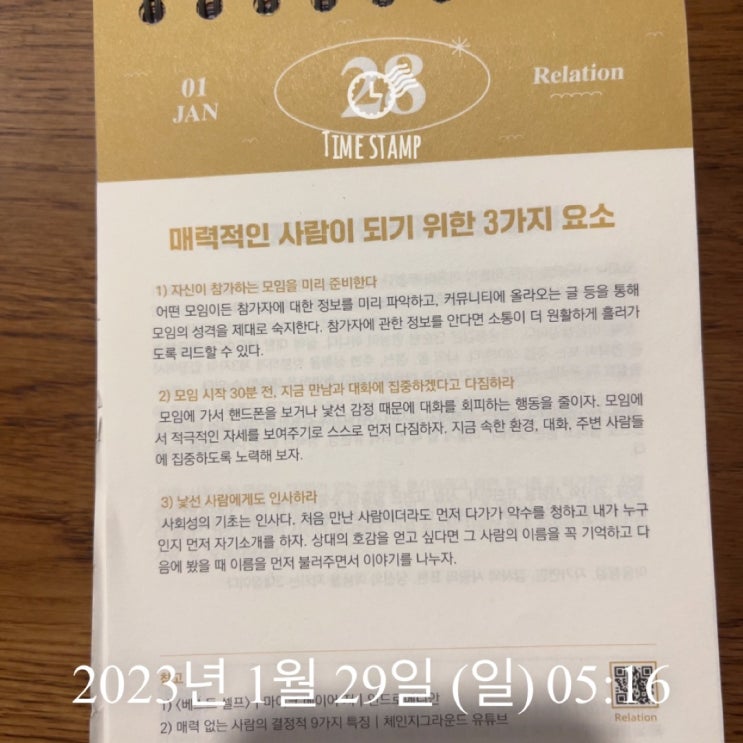 01
JAN
28
Relation
TIME STAMP
매력적인 사람이 되기 위한 3가지 요소
1) 자신이 참가하는 모임을 미리 준비한다
어떤 모임이든 참가자에 대한 정보를 미리 파악하고, 커뮤니티에 올라오는 글 등을 통해
모임의 성격을 제대로 숙지한다. 참가자에 관한 정보를 안다면 소통이 더 원활하게 흘러가
도록 리드할 수 있다.
2) 모임 시작 30분 전, 지금 만남과 대화에 집중하겠다고 다짐하라
모임에 가서 핸드폰을 보거나 낯선 감정 때문에 대화를 회피하는 행동을 줄이자. 모임에
서 적극적인 자세를 보여주기로 스스로 먼저 다짐하자. 지금 속한 환경, 대화, 주변 사람들
에 집중하도록 노력해 보자.
3) 낯선 사람에게도 인사하라
사회성의 기초는 인사다. 처음 만난 사람이더라도 먼저 다가가 악수를 청하고 내가 누구
인지 먼저 자기소개를 하자. 상대의 호감을 얻고 싶다면 그 사람의 이름을 꼭 기억하고 다
음에 봤을 때 이름을 먼저 불러주면서 이야기를 나누자.
참고
2023년 1월 29일 (일) 05:16
1) <베스트 셀프> |
2) 매력 없는 사람의 결정적 9가지 특징 | 체인지그라운드 유튜브
Relation